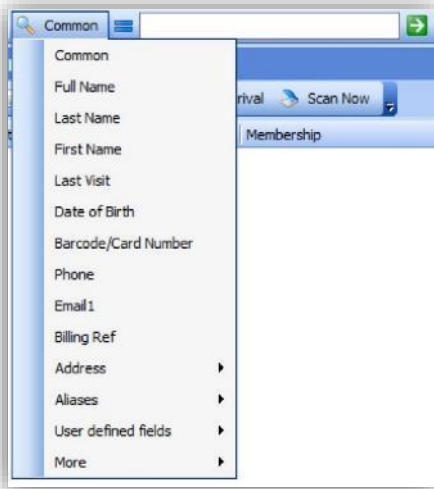 Common
Common
Full Name
Last Name
rival Scan Now
First Name
Membership
Last Visit
Date of Birth
Barcode/Card Number
Phone
Email1
Billing Ref
Address
Aliases
User defined fields
More